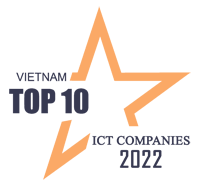 VIETNAM
TOP 10
ICT COMPANIES
2022